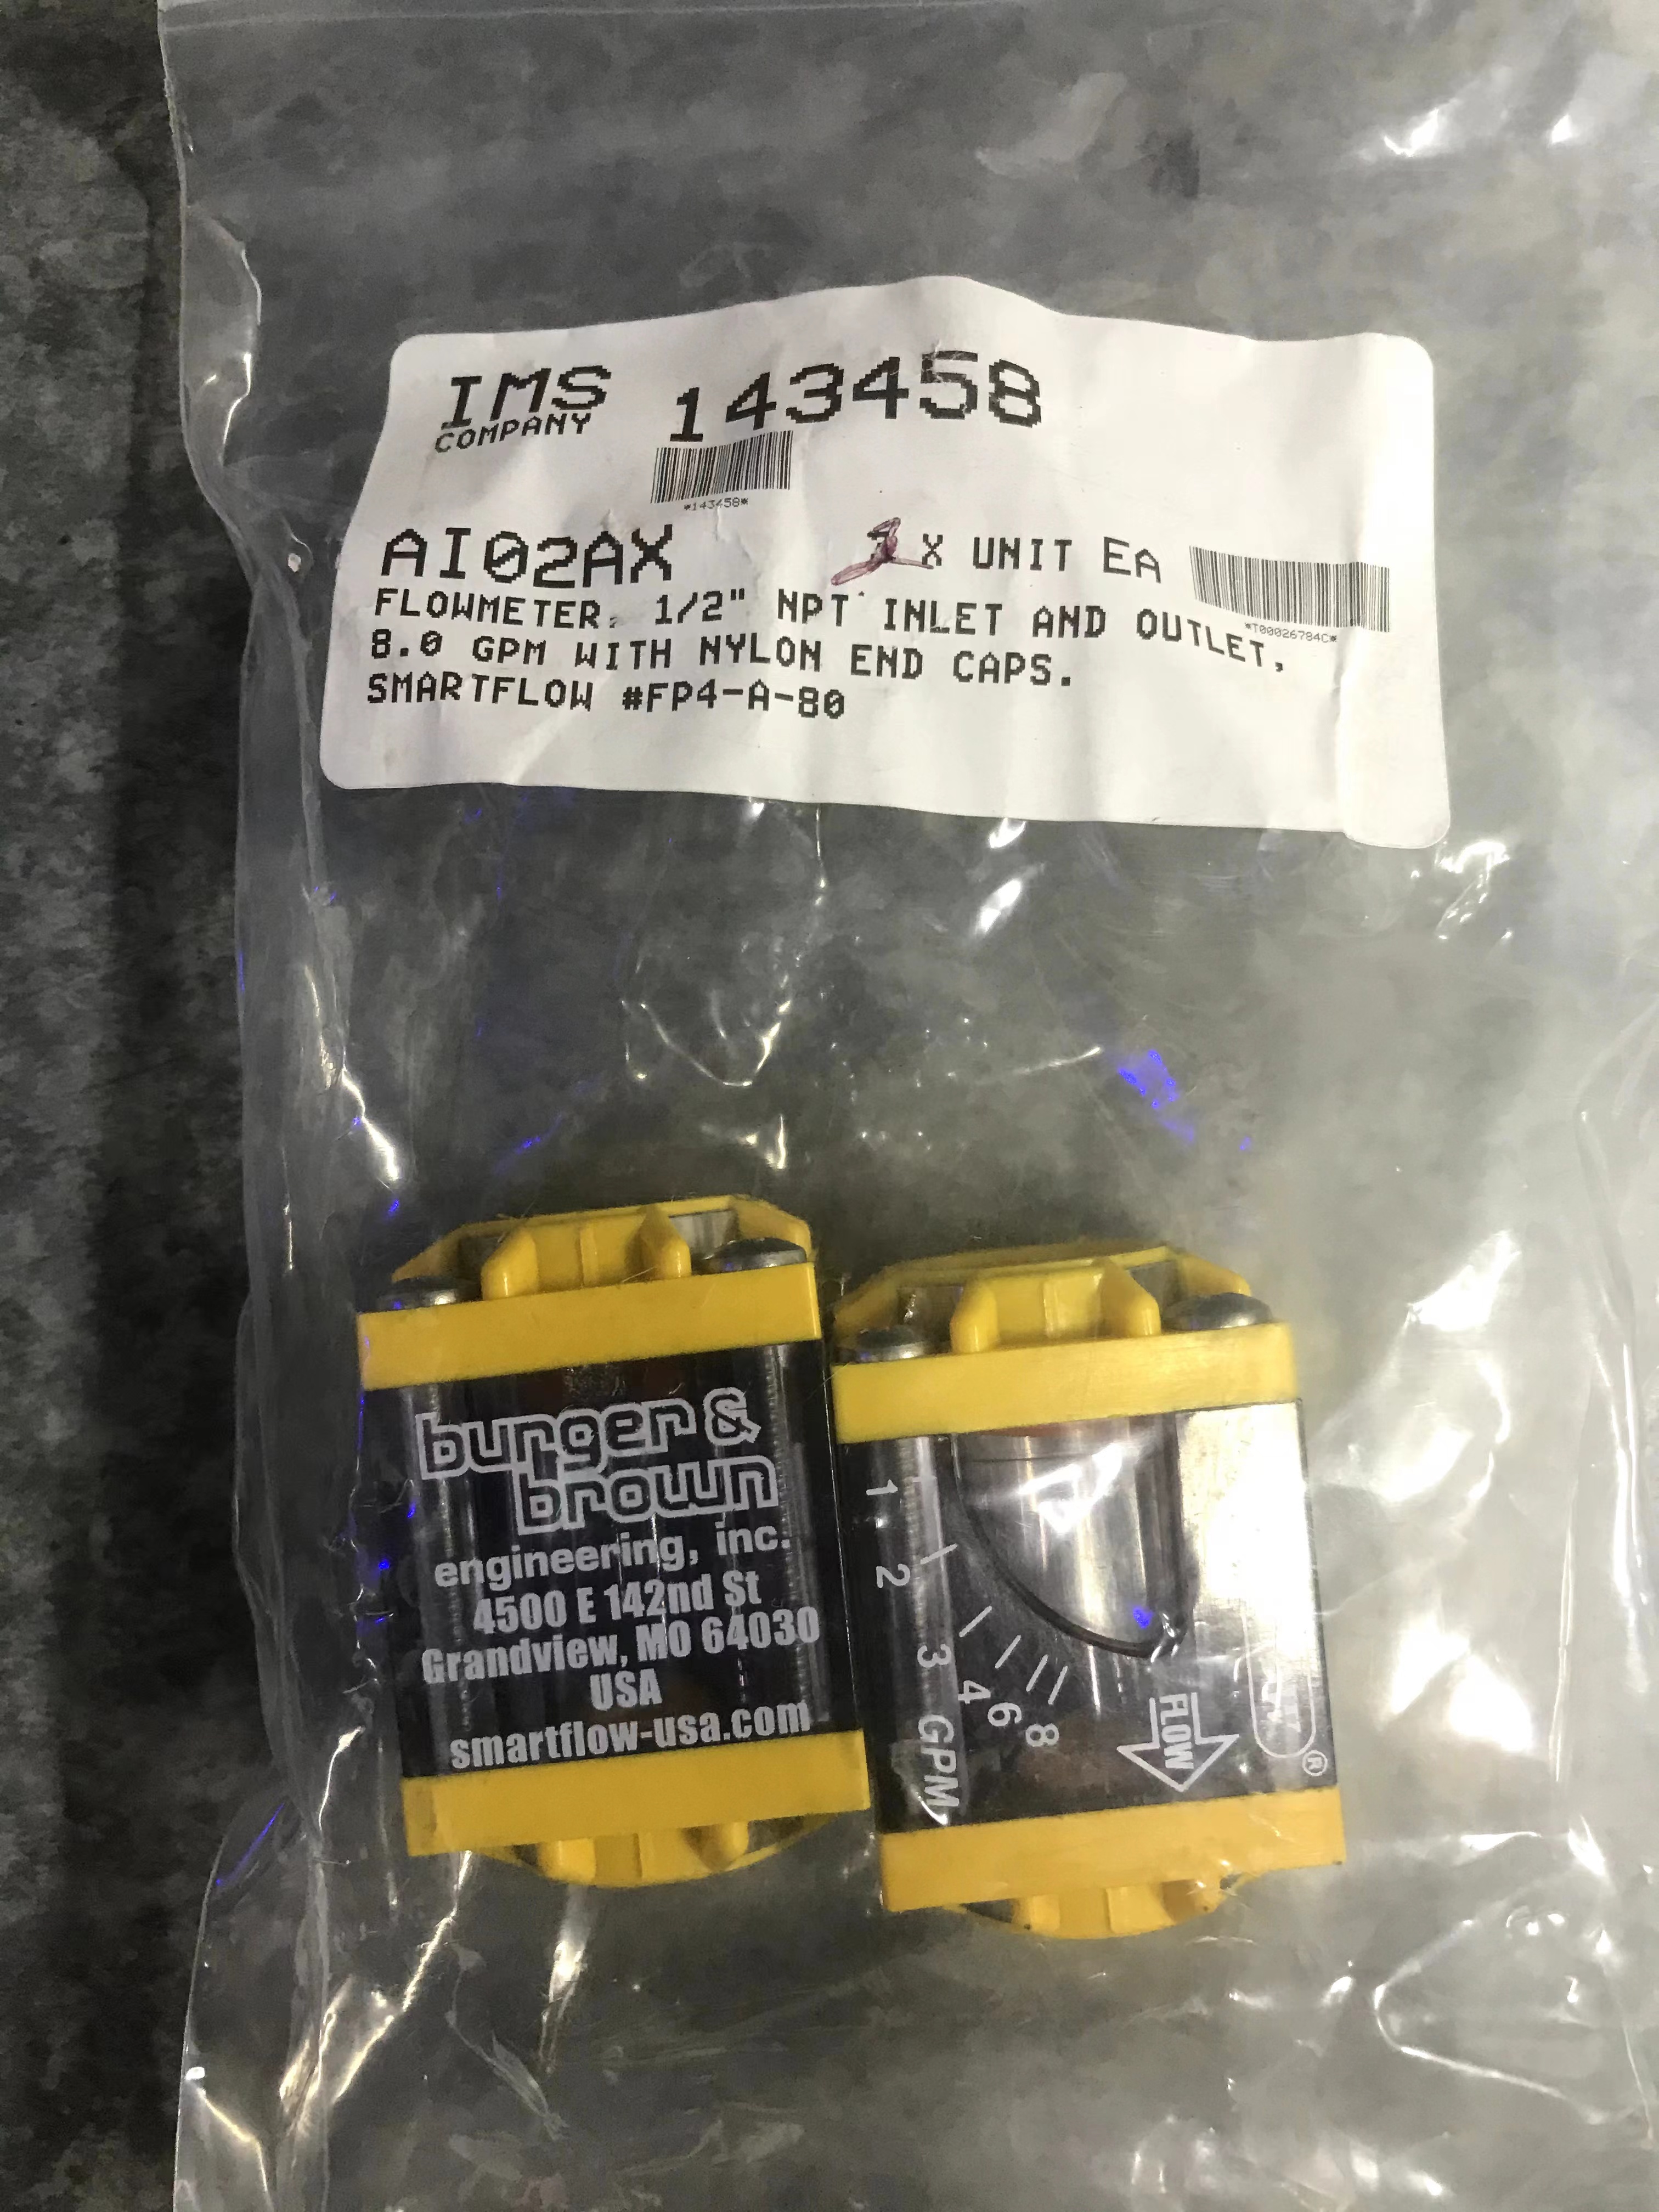 IMS 143458
COMPANY
*143458*
AI02AX X UNIT EA
*T00026784C*
FLOWMETER, 1/2" NPT INLET AND OUTLET,
8.0 GPM WITH NYLON END CAPS.
SMARTFLOW #FP4-A-80
burger &
brown
engineering, inc.
4500 E 142nd St
Grandview, MO 64030
USA
smartflow-usa.com
1
2
3
4
6
8
GPM
FLOW
®